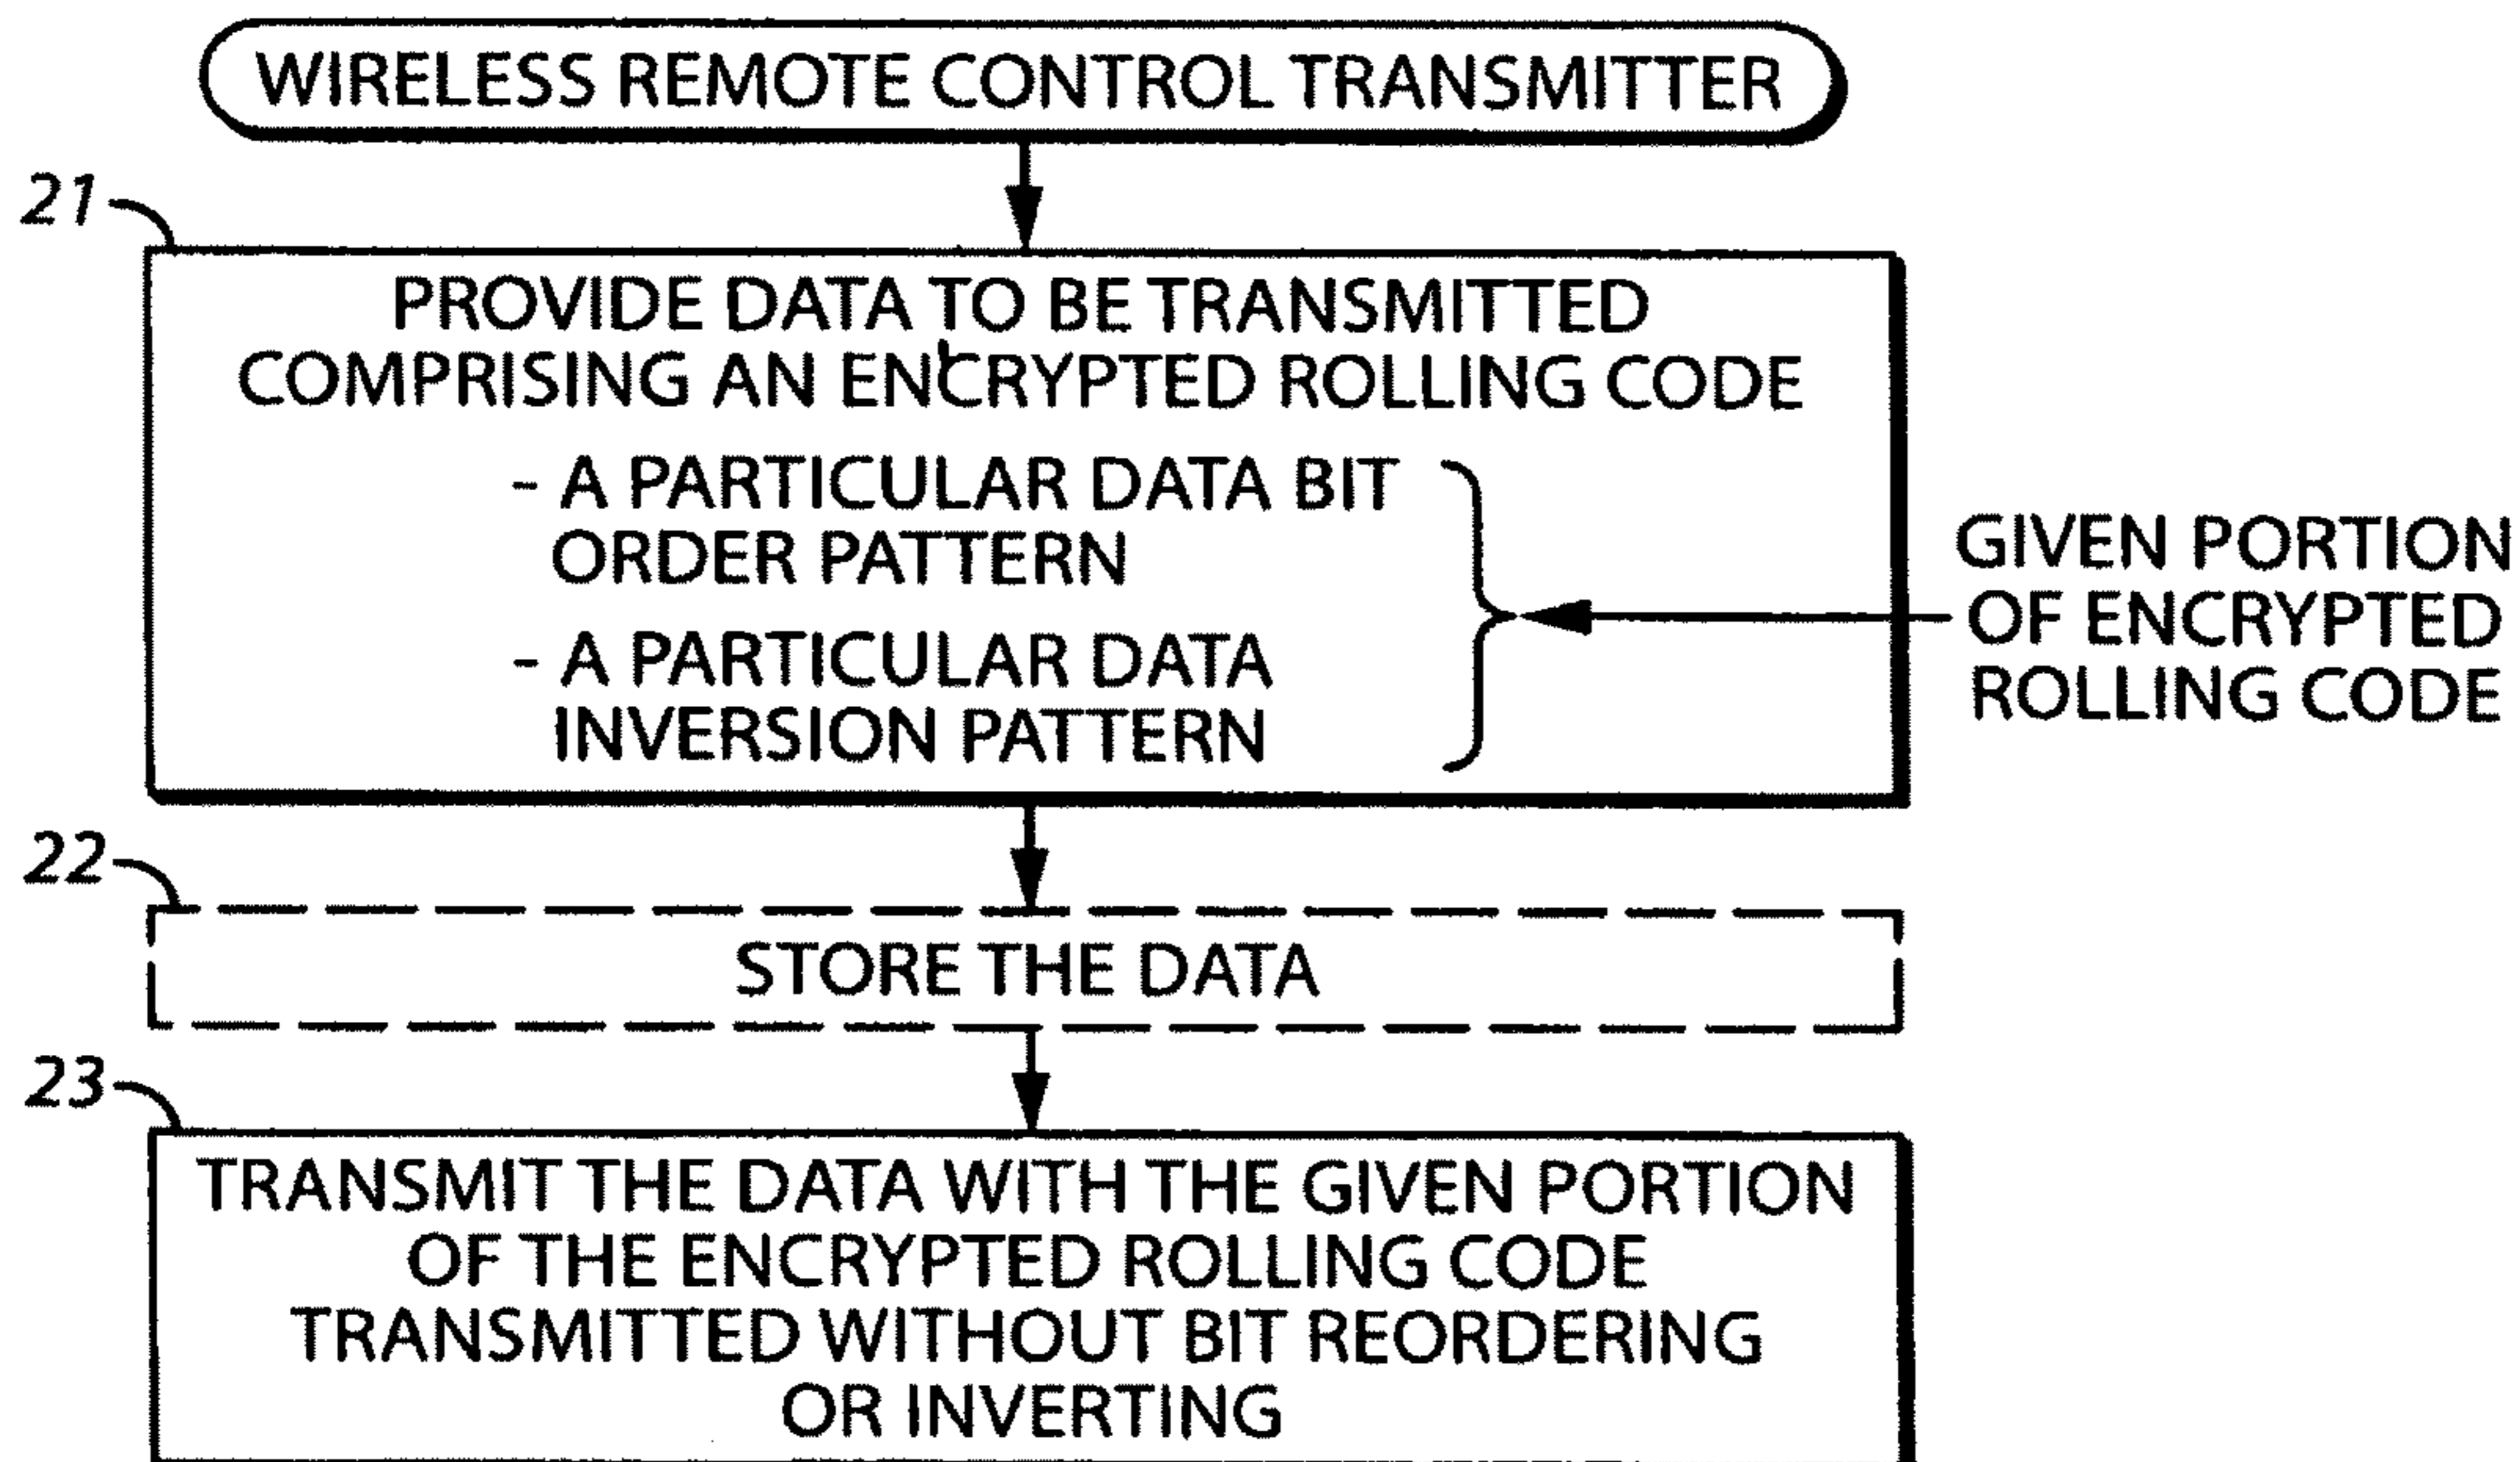 WIRELESS REMOTE CONTROL TRANSMITTER
21
PROVIDE DATA TO BE TRANSMITTED
COMPRISING AN ENCRYPTED ROLLING CODE
- A PARTICULAR DATA BIT
ORDER PATTERN
- A PARTICULAR DATA
INVERSION PATTERN
GIVEN PORTION
OF ENCRYPTED
ROLLING CODE
22
STORE THE DATA
23
TRANSMIT THE DATA WITH THE GIVEN PORTION
OF THE ENCRYPTED ROLLING CODE
TRANSMITTED WITHOUT BIT REORDERING
OR INVERTING